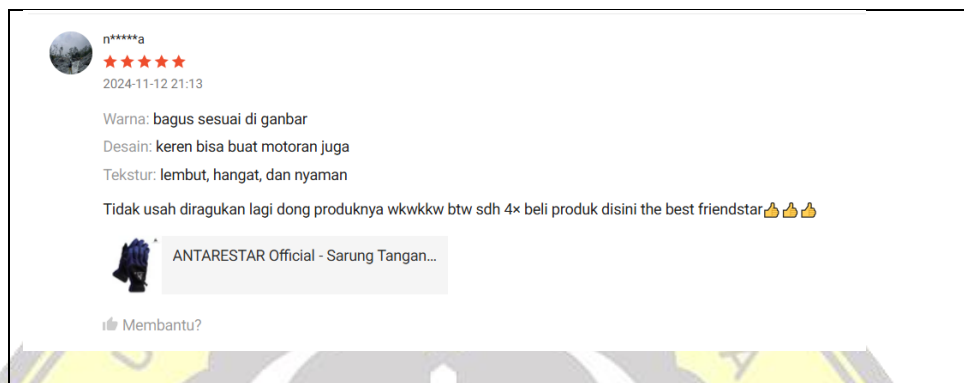 n*****a
2024-11-12 21:13
Warna: bagus sesuai di ganbar
Desain: keren bisa buat motoran juga
Tekstur: lembut, hangat, dan nyaman
Tidak usah diragukan lagi dong produknya wkwkkw btw sdh 4× beli produk disini the best friendstar👍👍👍
ANTARESTAR Official - Sarung Tangan...
Membantu?